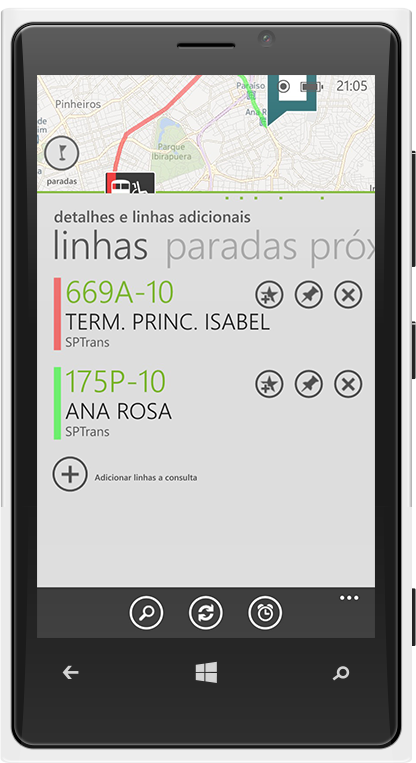 Pinheiros
Paraíso
21:05
Ana R
Parque
Ibirapuera
paradas
detalhes e linhas adicionais
linhas paradas próx
669A-10
TERM. PRINC. ISABEL
SPTrans
175P-10
ANA ROSA
SPTrans
Adicionar linhas a consulta